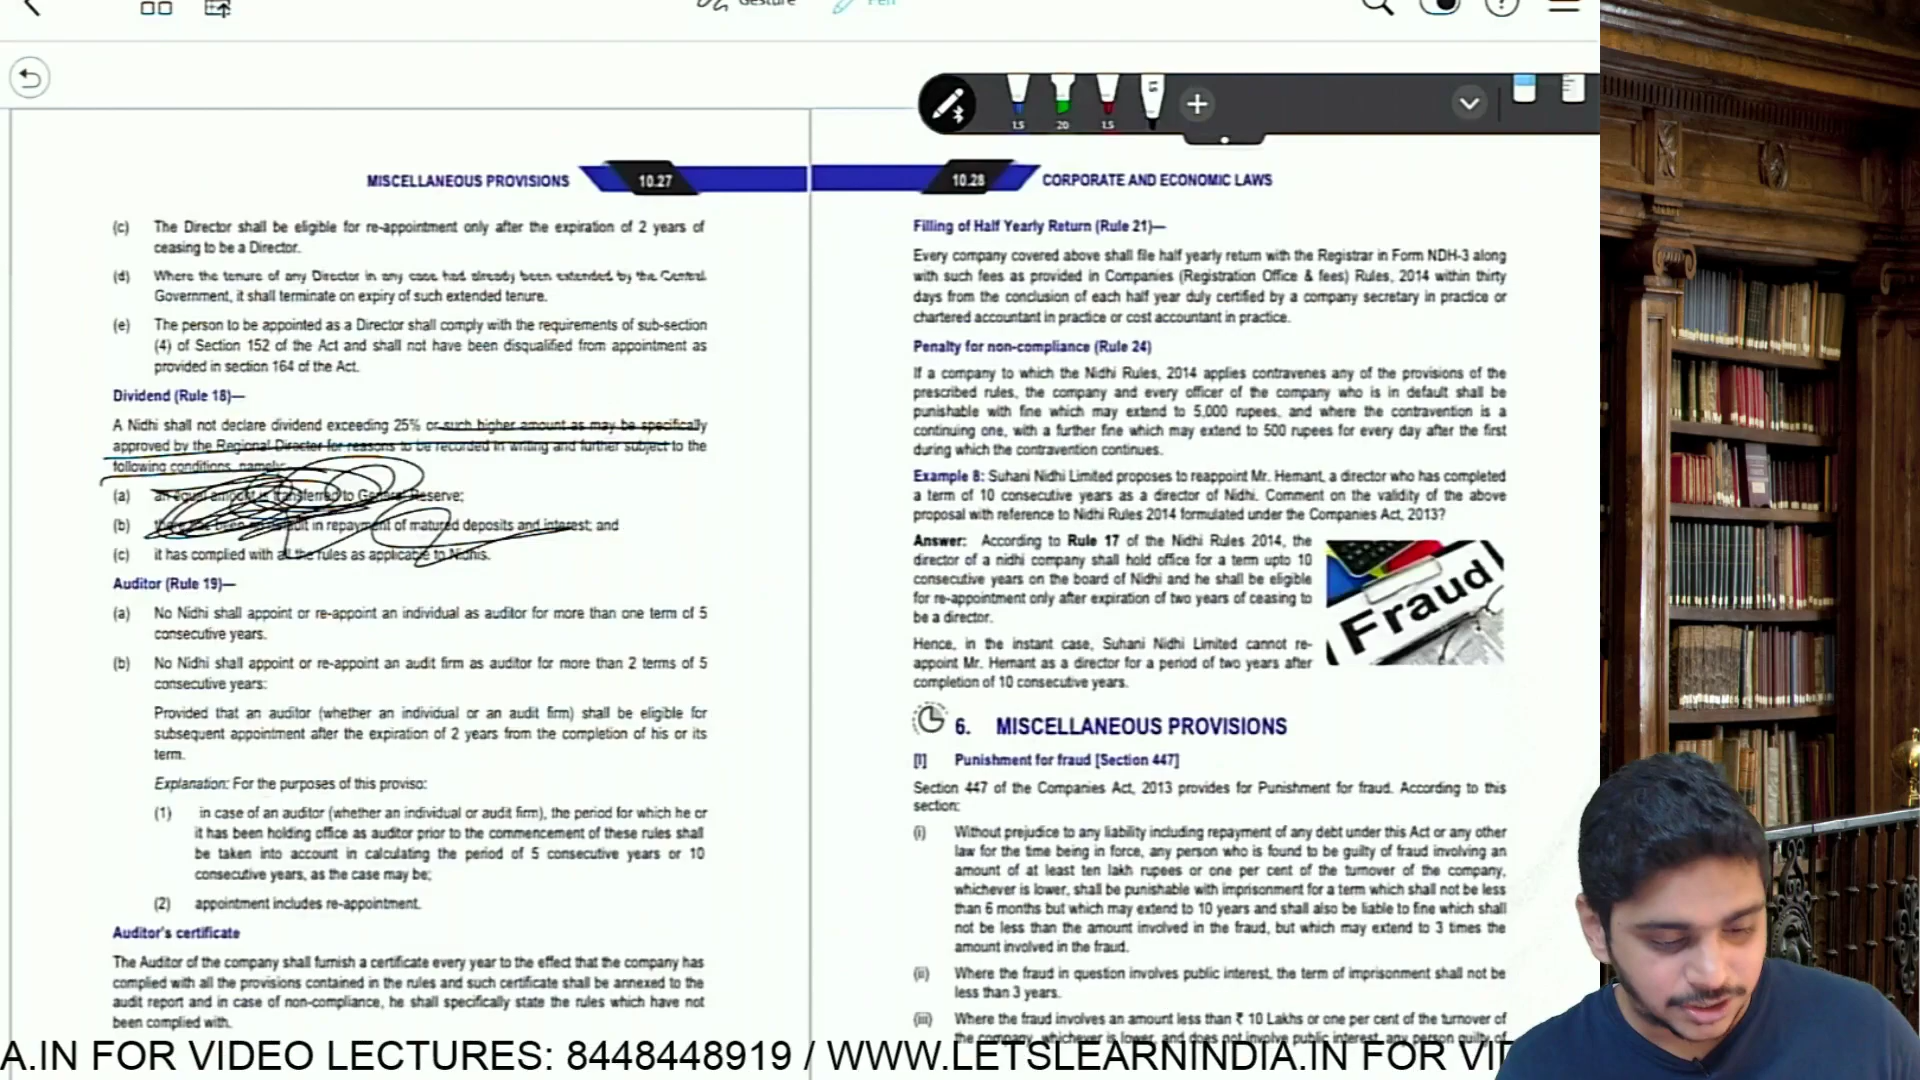 Gesture
Pen
1.5
20
1.5
MISCELLANEOUS PROVISIONS
10.27
(c) The Director shall be eligible for re-appointment only after the expiration of 2 years of
ceasing to be a Director.
(d) Where the tenure of any Director in any case had already been extended by the Central
Government, it shall terminate on expiry of such extended tenure.
(e) The person to be appointed as a Director shall comply with the requirements of sub-section
(4) of Section 152 of the Act and shall not have been disqualified from appointment as
provided in section 164 of the Act.
Dividend (Rule 18)—
A Nidhi shall not declare dividend exceeding 25% or such higher amount as may be specifically
approved by the Regional Director for reasons to be recorded in writing and further subject to the
following conditions, namely:
(a) an equal amount is transferred to General Reserve;
(b) in repayment of matured deposits and interest; and
(c) it has complied with all the rules as applicable to Nidhis.
Auditor (Rule 19)—
(a) No Nidhi shall appoint or re-appoint an individual as auditor for more than one term of 5
consecutive years.
(b) No Nidhi shall appoint or re-appoint an audit firm as auditor for more than 2 terms of 5
consecutive years:
Provided that an auditor (whether an individual or an audit firm) shall be eligible for
subsequent appointment after the expiration of 2 years from the completion of his or its
term.
Explanation: For the purposes of this proviso:
(1) in case of an auditor (whether an individual or audit firm), the period for which he or
it has been holding office as auditor prior to the commencement of these rules shall
be taken into account in calculating the period of 5 consecutive years or 10
consecutive years, as the case may be;
(2) appointment includes re-appointment.
Auditor's certificate
The Auditor of the company shall furnish a certificate every year to the effect that the company has
complied with all the provisions contained in the rules and such certificate shall be annexed to the
audit report and in case of non-compliance, he shall specifically state the rules which have not
been complied with.
10.28
CORPORATE AND ECONOMIC LAWS
Filling of Half Yearly Return (Rule 21)—
Every company covered above shall file half yearly return with the Registrar in Form NDH-3 along
with such fees as provided in Companies (Registration Office & fees) Rules, 2014 within thirty
days from the conclusion of each half year duly certified by a company secretary in practice or
chartered accountant in practice or cost accountant in practice.
Penalty for non-compliance (Rule 24)
If a company to which the Nidhi Rules, 2014 applies contravenes any of the provisions of the
prescribed rules, the company and every officer of the company who is in default shall be
punishable with fine which may extend to 5,000 rupees, and where the contravention is a
continuing one, with a further fine which may extend to 500 rupees for every day after the first
during which the contravention continues.
Example 8: Suhani Nidhi Limited proposes to reappoint Mr. Hemant, a director who has completed
a term of 10 consecutive years as a director of Nidhi. Comment on the validity of the above
proposal with reference to Nidhi Rules 2014 formulated under the Companies Act, 2013?
Answer: According to Rule 17 of the Nidhi Rules 2014, the
director of a nidhi company shall hold office for a term upto 10
consecutive years on the board of Nidhi and he shall be eligible
for re-appointment only after expiration of two years of ceasing to
be a director.
Hence, in the instant case, Suhani Nidhi Limited cannot re-
appoint Mr. Hemant as a director for a period of two years after
completion of 10 consecutive years.
Fraud
6. MISCELLANEOUS PROVISIONS
[I] Punishment for fraud [Section 447]
Section 447 of the Companies Act, 2013 provides for Punishment for fraud. According to this
section:
(i) Without prejudice to any liability including repayment of any debt under this Act or any other
law for the time being in force, any person who is found to be guilty of fraud involving an
amount of at least ten lakh rupees or one per cent of the turnover of the company,
whichever is lower, shall be punishable with imprisonment for a term which shall not be less
than 6 months but which may extend to 10 years and shall also be liable to fine which shall
not be less than the amount involved in the fraud, but which may extend to 3 times the
amount involved in the fraud.
(ii) Where the fraud in question involves public interest, the term of imprisonment shall not be
less than 3 years.
(iii) Where the fraud involves an amount less than ₹ 10 Lakhs or one per cent of the turnover of
the company, whichever is lower, and does not involve public interest, any person guilty of
A.IN FOR VIDEO LECTURES: 8448448919 / WWW.LETSLEARNINDIA.IN FOR VI